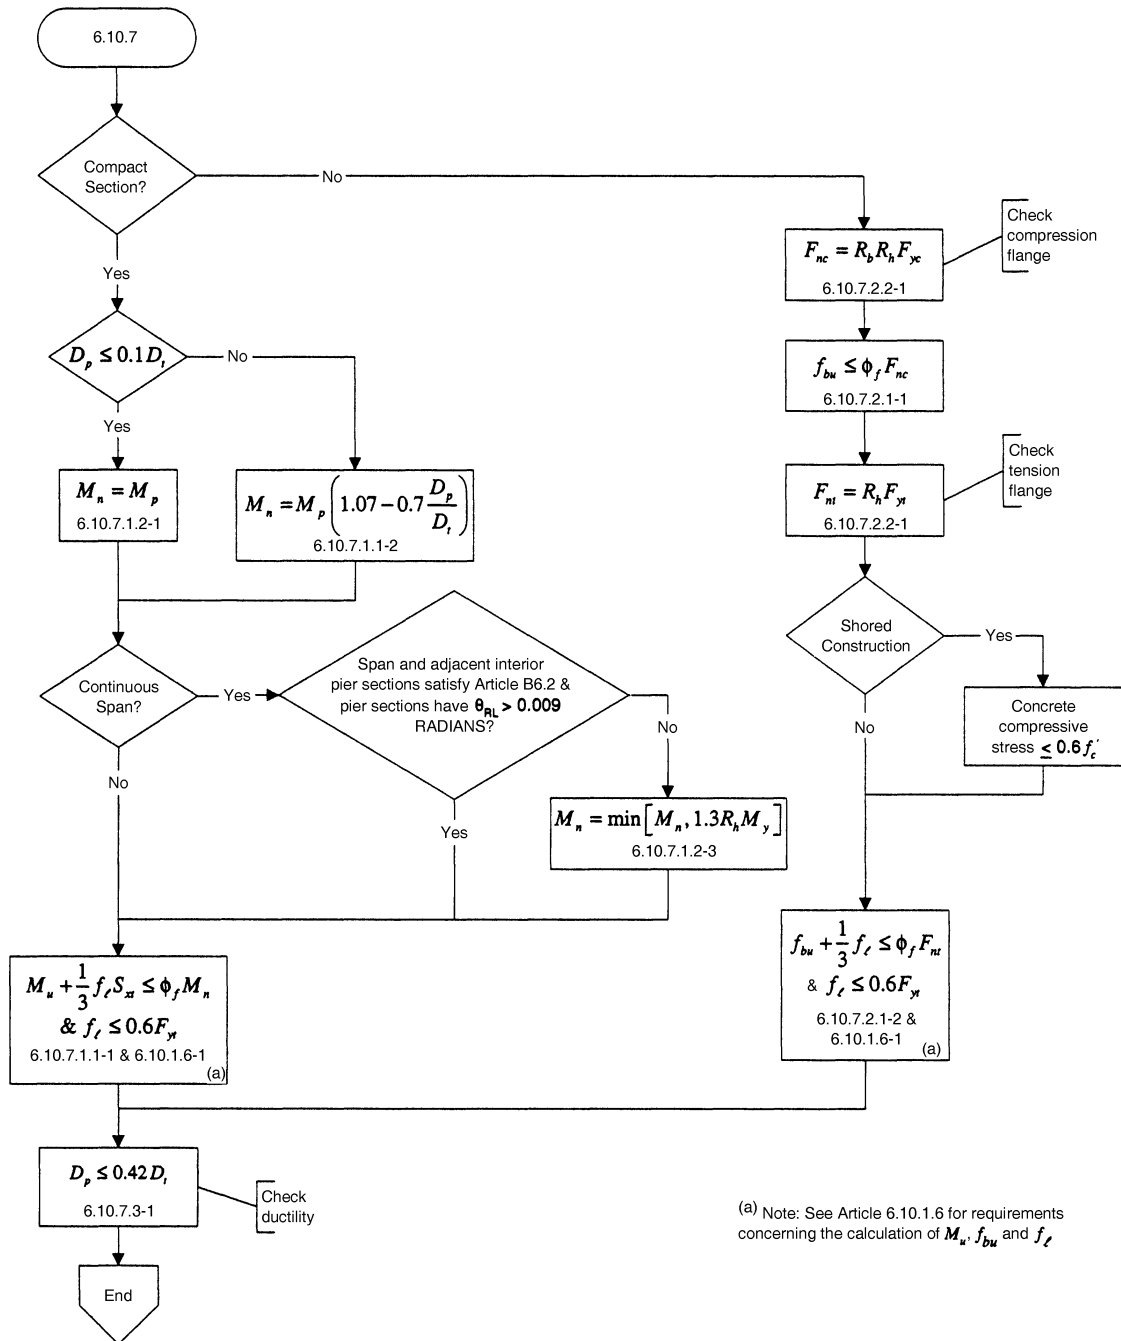 6.10.7
Compact
Section?
No
Yes
D_p ≤ 0.1D_t
No
Yes
M_n = M_p
6.10.7.1.2-1
M_n = M_p (1.07 − 0.7 D_p/D_t)
6.10.7.1.1-2
Continuous
Span?
Yes
No
Span and adjacent interior
pier sections satisfy Article B6.2 &
pier sections have θ_RL > 0.009
RADIANS?
No
Yes
M_n = min[M_n, 1.3R_h M_y]
6.10.7.1.2-3
M_u + 1/3 f_ℓ S_xt ≤ ϕ_f M_n
& f_ℓ ≤ 0.6F_yt
6.10.7.1.1-1 & 6.10.1.6-1
(a)
F_nc = R_b R_h F_yc
6.10.7.2.2-1
Check
compression
flange
f_bu ≤ ϕ_f F_nc
6.10.7.2.1-1
F_nt = R_h F_yt
6.10.7.2.2-1
Check
tension
flange
Shored
Construction
Yes
No
Concrete
compressive
stress ≤ 0.6 f_c'
f_bu + 1/3 f_ℓ ≤ ϕ_f F_nt
& f_ℓ ≤ 0.6F_yt
6.10.7.2.1-2 &
6.10.1.6-1
(a)
D_p ≤ 0.42D_t
6.10.7.3-1
Check
ductility
End
(a) Note: See Article 6.10.1.6 for requirements
concerning the calculation of M_u, f_bu and f_ℓ